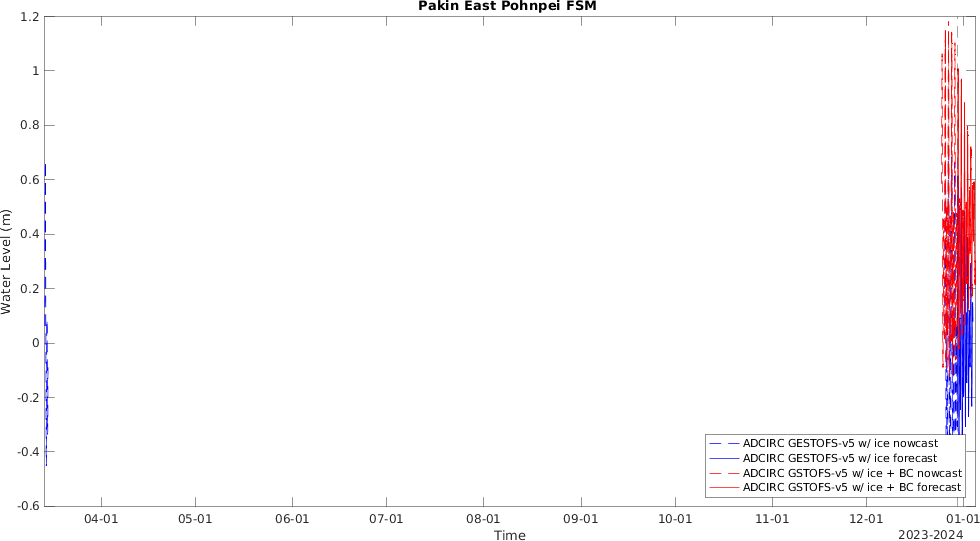 Pakin East Pohnpei FSM
1.2
1
0.8
0.6
0.4
0.2
0
-0.2
-0.4
-0.6
Water Level (m)
ADCIRC GESTOFS-v5 w/ ice nowcast
ADCIRC GESTOFS-v5 w/ ice forecast
ADCIRC GSTOFS-v5 w/ ice + BC nowcast
ADCIRC GSTOFS-v5 w/ ice + BC forecast
04-01 05-01 06-01 07-01 08-01 09-01 10-01 11-01 12-01 01-01
Time
2023-2024